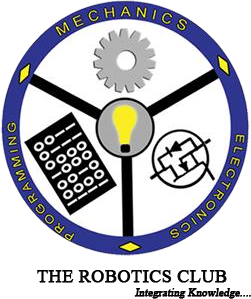 MECHANICS
PROGRAMMING
ELECTRONICS
THE ROBOTICS CLUB
Integrating Knowledge....